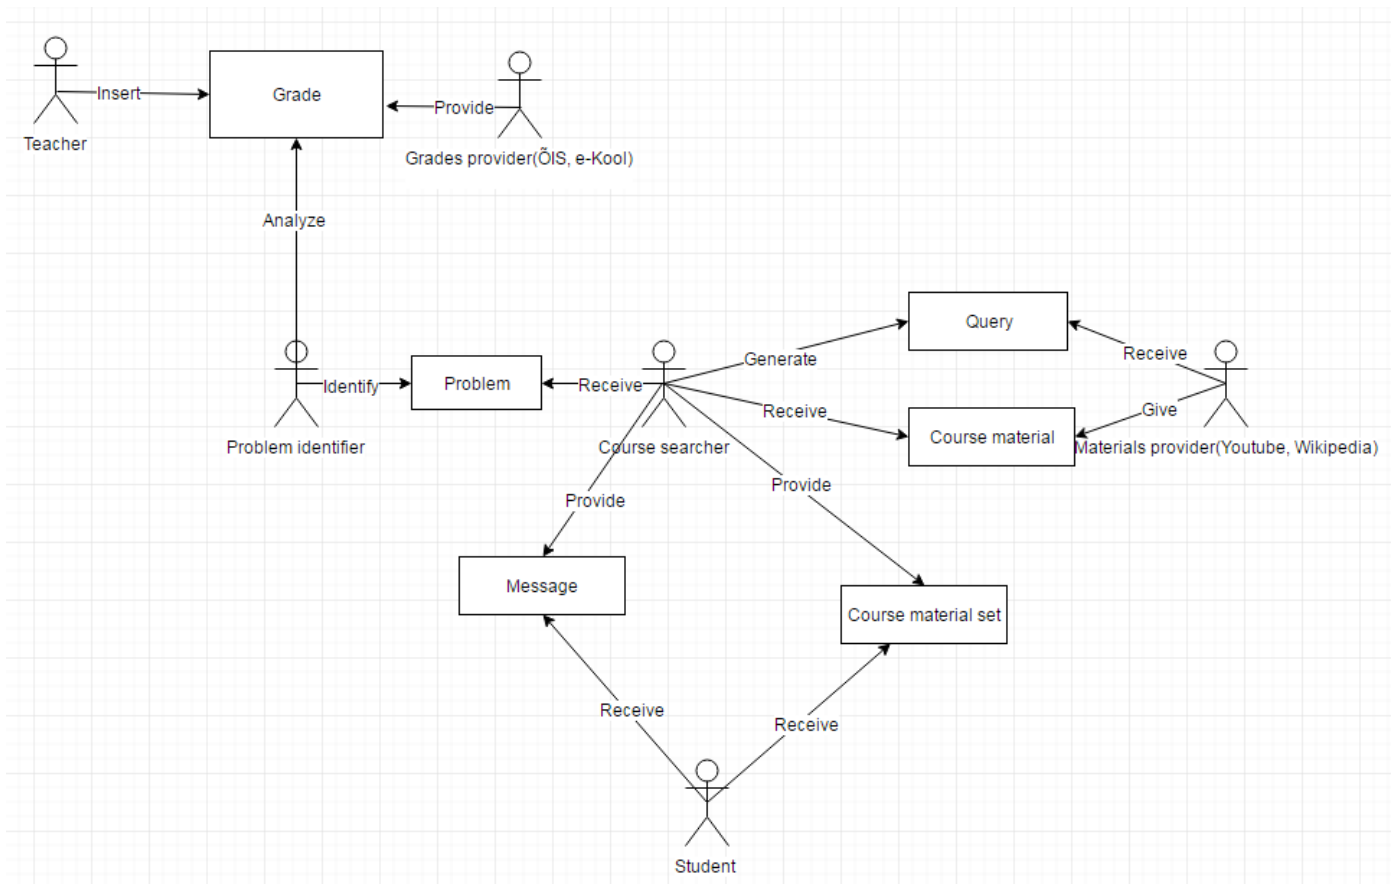 Insert
Grade
Provide
Teacher
Grades provider(ÕIS, e-Kool)
Analyze
Query
Generate
Receive
Identify
Problem
Receive
Receive
Give
Problem identifier
Course searcher
Course material
Materials provider(Youtube, Wikipedia)
Provide
Provide
Message
Course material set
Receive
Receive
Student